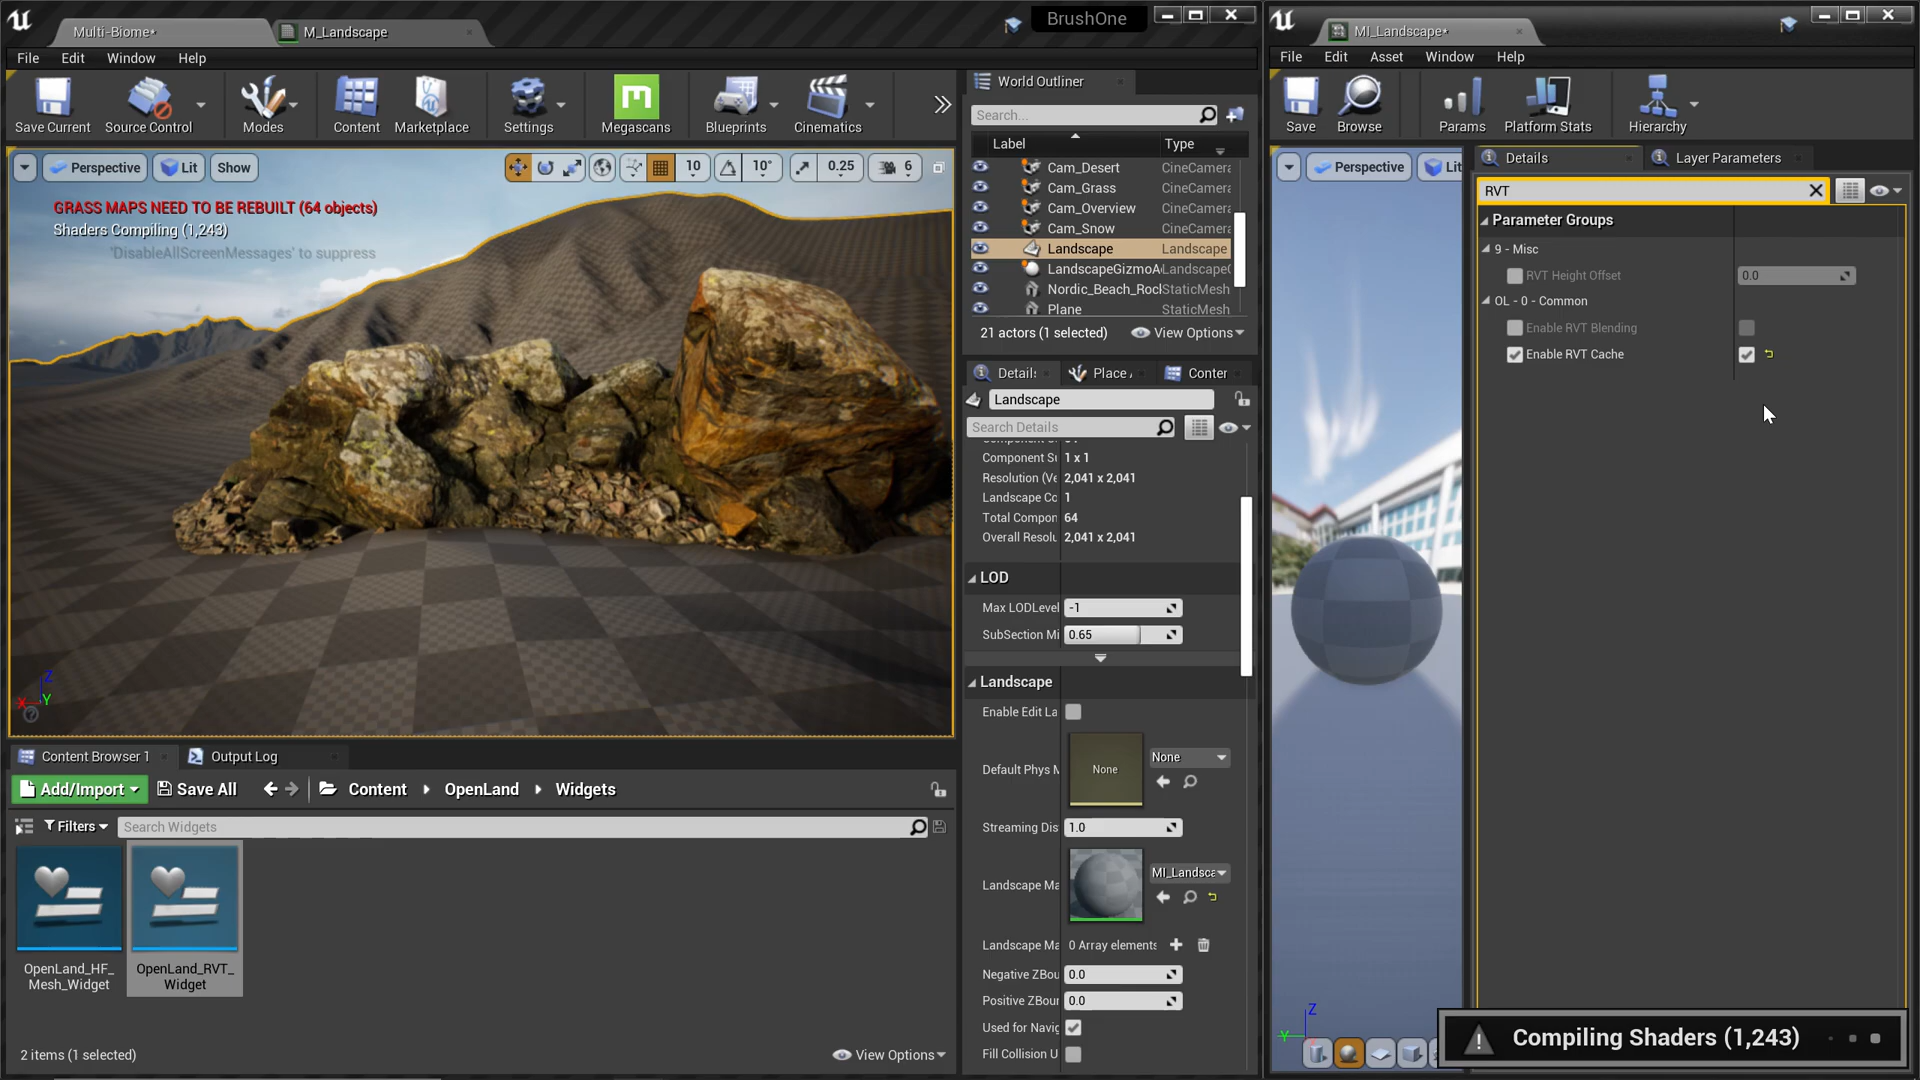 Multi-Biome*
M_Landscape
BrushOne
File Edit Window Help
Save Current
Source Control
Modes
Content
Marketplace
Settings
Megascans
Blueprints
Cinematics
Perspective
Lit
Show
10
10°
0.25
6
GRASS MAPS NEED TO BE REBUILT (64 objects)
Shaders Compiling (1,243)
'DisableAllScreenMessages' to suppress
Z
X Y
Content Browser 1
Output Log
Add/Import
Save All
Content
OpenLand
Widgets
Filters
Search Widgets
OpenLand_HF_
Mesh_Widget
OpenLand_RVT_
Widget
2 items (1 selected)
View Options
World Outliner
Search...
Label Type
Cam_Desert CineCamera
Cam_Grass CineCamera
Cam_Overview CineCamera
Cam_Snow CineCamera
Landscape Landscape
LandscapeGizmoA LandscapeG
Nordic_Beach_Rocl StaticMesh
Plane StaticMesh
21 actors (1 selected)
View Options
Details
Place A
Conter
Landscape
Search Details
Component Su 1 x 1
Resolution (Ve 2,041 x 2,041
Landscape Co 1
Total Compon 64
Overall Resolu 2,041 x 2,041
LOD
Max LODLevel -1
SubSection Mi 0.65
Landscape
Enable Edit La
Default Phys M None None
Streaming Dis 1.0
Landscape Ma MI_Landsca
Landscape Ma 0 Array elements
Negative ZBou 0.0
Positive ZBour 0.0
Used for Navig
Fill Collision U
MI_Landscape*
File Edit Asset Window Help
Save
Browse
Params
Platform Stats
Hierarchy
Perspective
Lit
Z
Y
Details
Layer Parameters
RVT
Parameter Groups
9 - Misc
RVT Height Offset 0.0
OL - 0 - Common
Enable RVT Blending
Enable RVT Cache
Compiling Shaders (1,243)